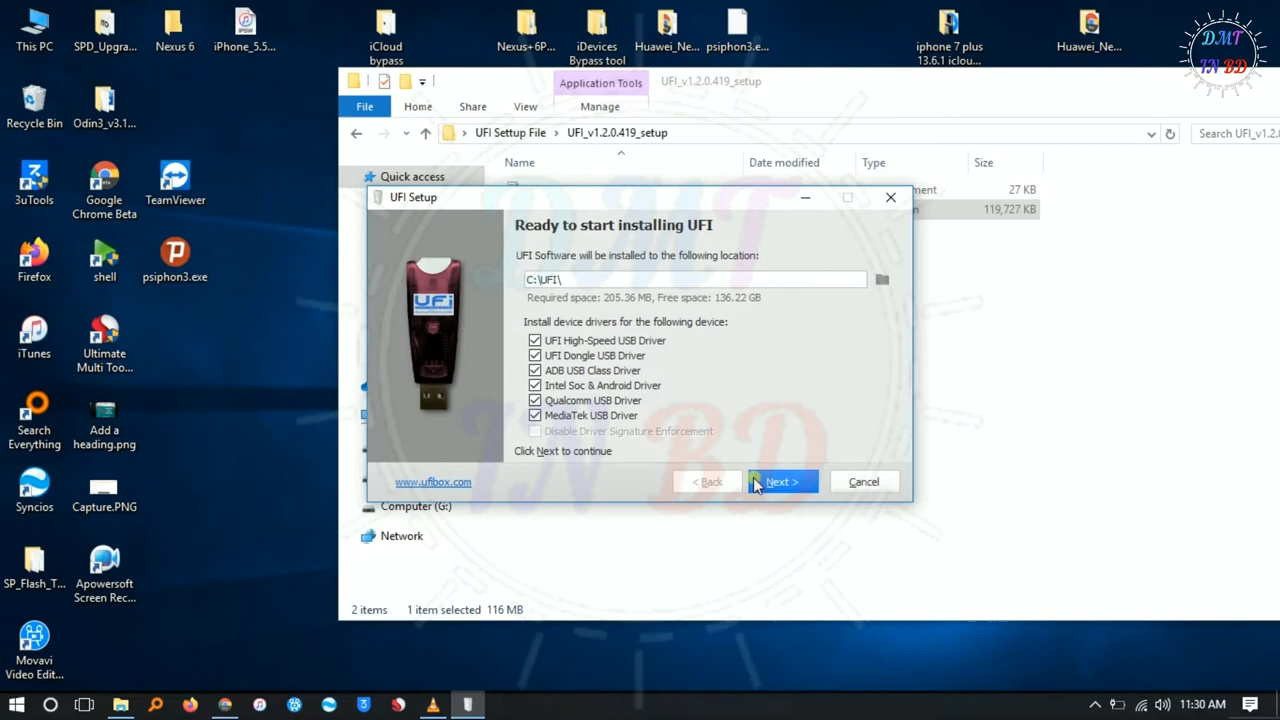 This PC
SPD_Upgra...
Nexus 6
iPhone_5.5...
iCloud
bypass
Nexus+6P...
iDevices
Bypass tool
Huawei_Ne...
psiphon3.e...
iphone 7 plus
13.6.1 iclou...
Huawei_Ne...
DMT
IN BD
Recycle Bin
Odin3_v3.1...
3uTools
Google
Chrome Beta
TeamViewer
Firefox
shell
psiphon3.exe
iTunes
Ultimate
Multi Too...
Search
Everything
Add a
heading.png
Syncios
Capture.PNG
SP_Flash_T...
Apowersoft
Screen Rec...
Movavi
Video Edit...
Application Tools
UFI_v1.2.0.419_setup
File
Home
Share
View
Manage
UFI Settup File > UFI_v1.2.0.419_setup
Search UFI_v1.2.0
Name
Date modified
Type
Size
Quick access
ment
27 KB
n
119,727 KB
UFI Setup
Ready to start installing UFI
UFI Software will be installed to the following location:
C:\UFI\
Required space: 205.36 MB, Free space: 136.22 GB
Install device drivers for the following device:
UFI High-Speed USB Driver
UFI Dongle USB Driver
ADB USB Class Driver
Intel Soc & Android Driver
Qualcomm USB Driver
MediaTek USB Driver
Disable Driver Signature Enforcement
Click Next to continue
UFi
www.ufibox.com
< Back
Next >
Cancel
DMT
IN BD
Computer (G:)
Network
2 items
1 item selected 116 MB
11:30 AM